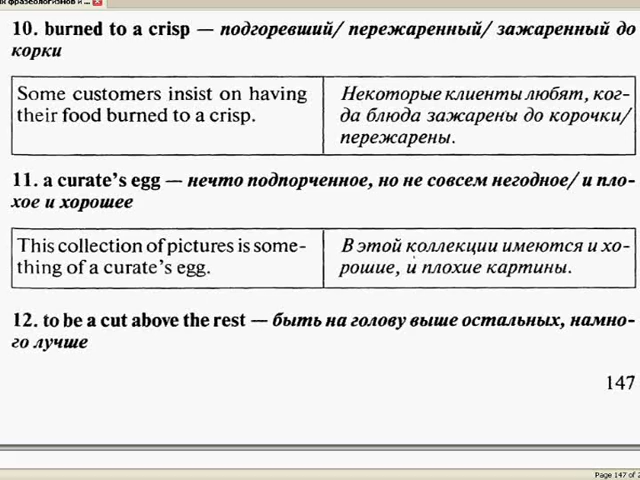 фразеологизмов и ...
10. burned to a crisp — подгоревший/ пережаренный/ зажаренный до
корки
Some customers insist on having
their food burned to a crisp.
Некоторые клиенты любят, ког-
да блюда зажарены до корочки/
пережарены.
11. a curate's egg — нечто подпорченное, но не совсем негодное/ и пло-
хое и хорошее
This collection of pictures is some-
thing of a curate's egg.
В этой коллекции имеются и хо-
рошие, и плохие картины.
12. to be a cut above the rest — быть на голову выше остальных, намно-
го лучше
147
Page 147 of 2